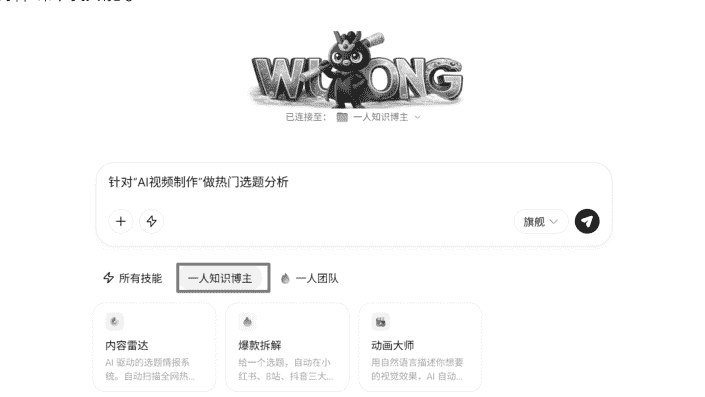 WUKONG
已连接至： 一人知识博主
针对“AI视频制作”做热门选题分析
旗舰
所有技能 一人知识博主 一人团队
内容雷达 爆款拆解 动画大师
AI 驱动的选题情报系 给一个选题，自动在小 用自然语言描述你想要
统。自动扫描全网热... 红书、B站、抖音三大... 的视觉效果，AI 自动...